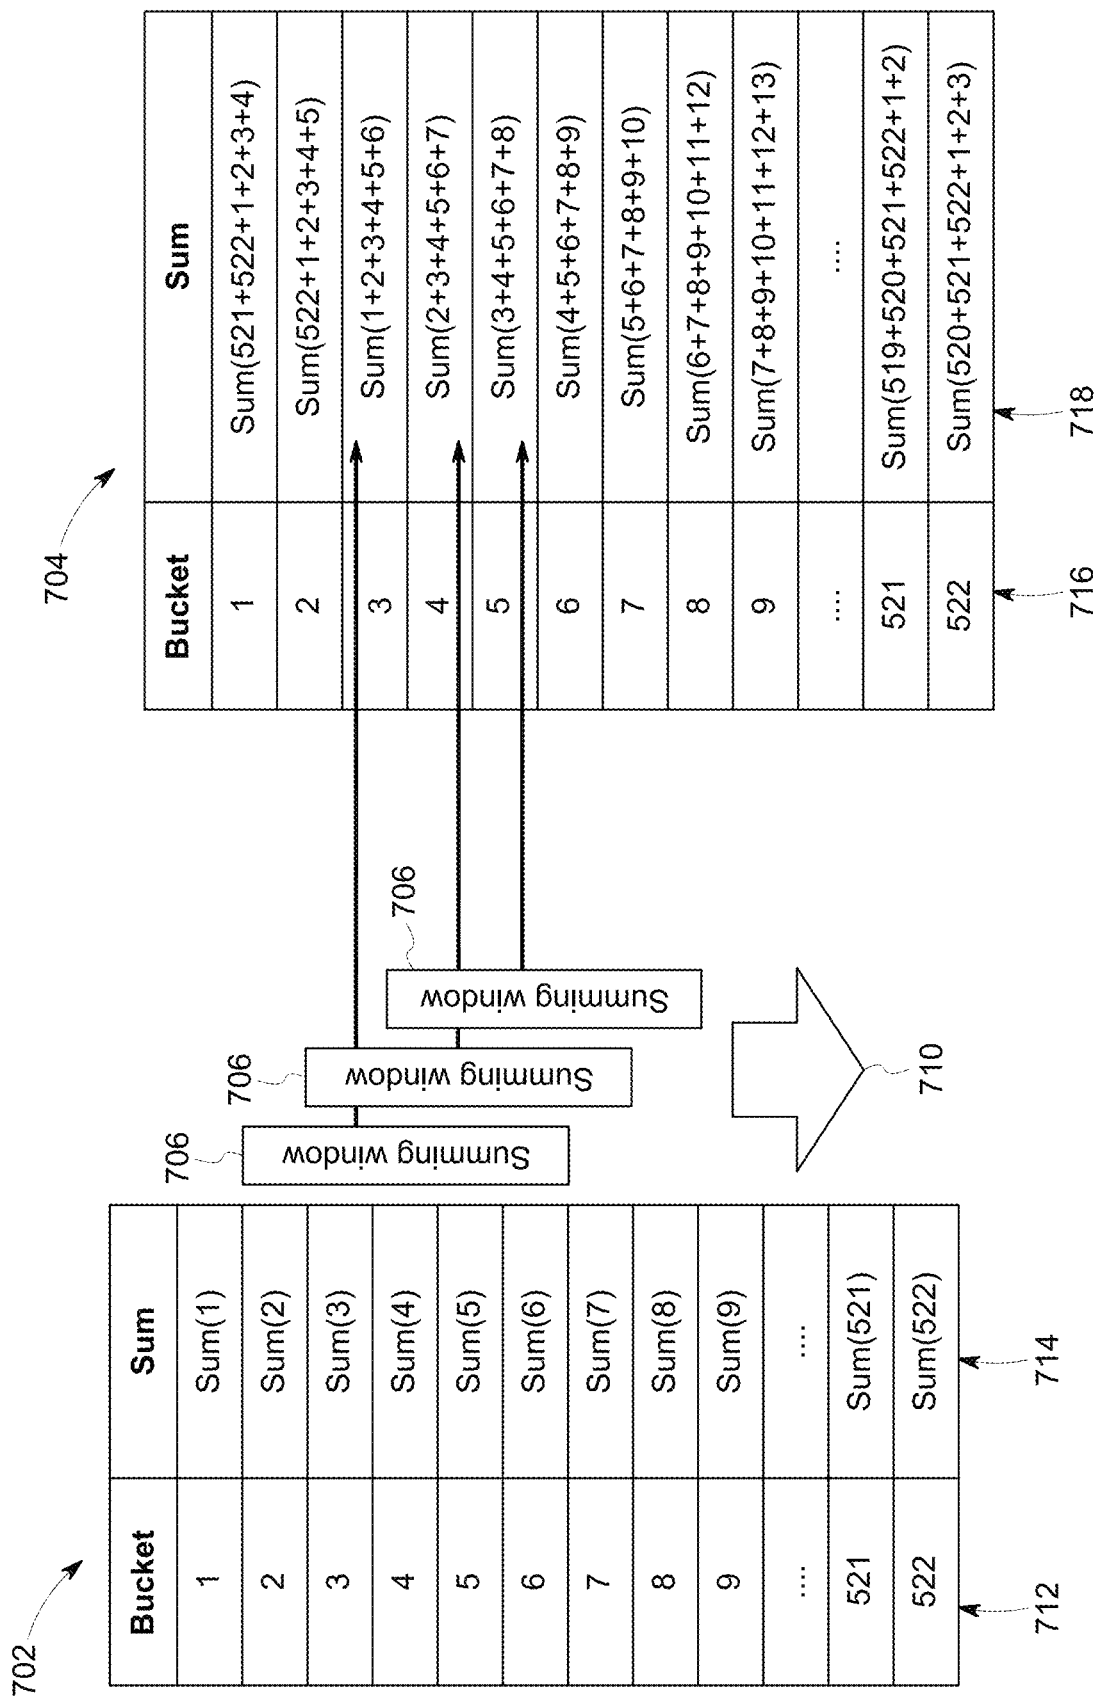 702
Bucket Sum
1 Sum(1)
2 Sum(2)
3 Sum(3)
4 Sum(4)
5 Sum(5)
6 Sum(6)
7 Sum(7)
8 Sum(8)
9 Sum(9)
.... ....
521 Sum(521)
522 Sum(522)
712
714
706
Summing window
706
Summing window
706
Summing window
710
704
Bucket Sum
1 Sum(521+522+1+2+3+4)
2 Sum(522+1+2+3+4+5)
3 Sum(1+2+3+4+5+6)
4 Sum(2+3+4+5+6+7)
5 Sum(3+4+5+6+7+8)
6 Sum(4+5+6+7+8+9)
7 Sum(5+6+7+8+9+10)
8 Sum(6+7+8+9+10+11+12)
9 Sum(7+8+9+10+11+12+13)
.... ....
521 Sum(519+520+521+522+1+2)
522 Sum(520+521+522+1+2+3)
716
718